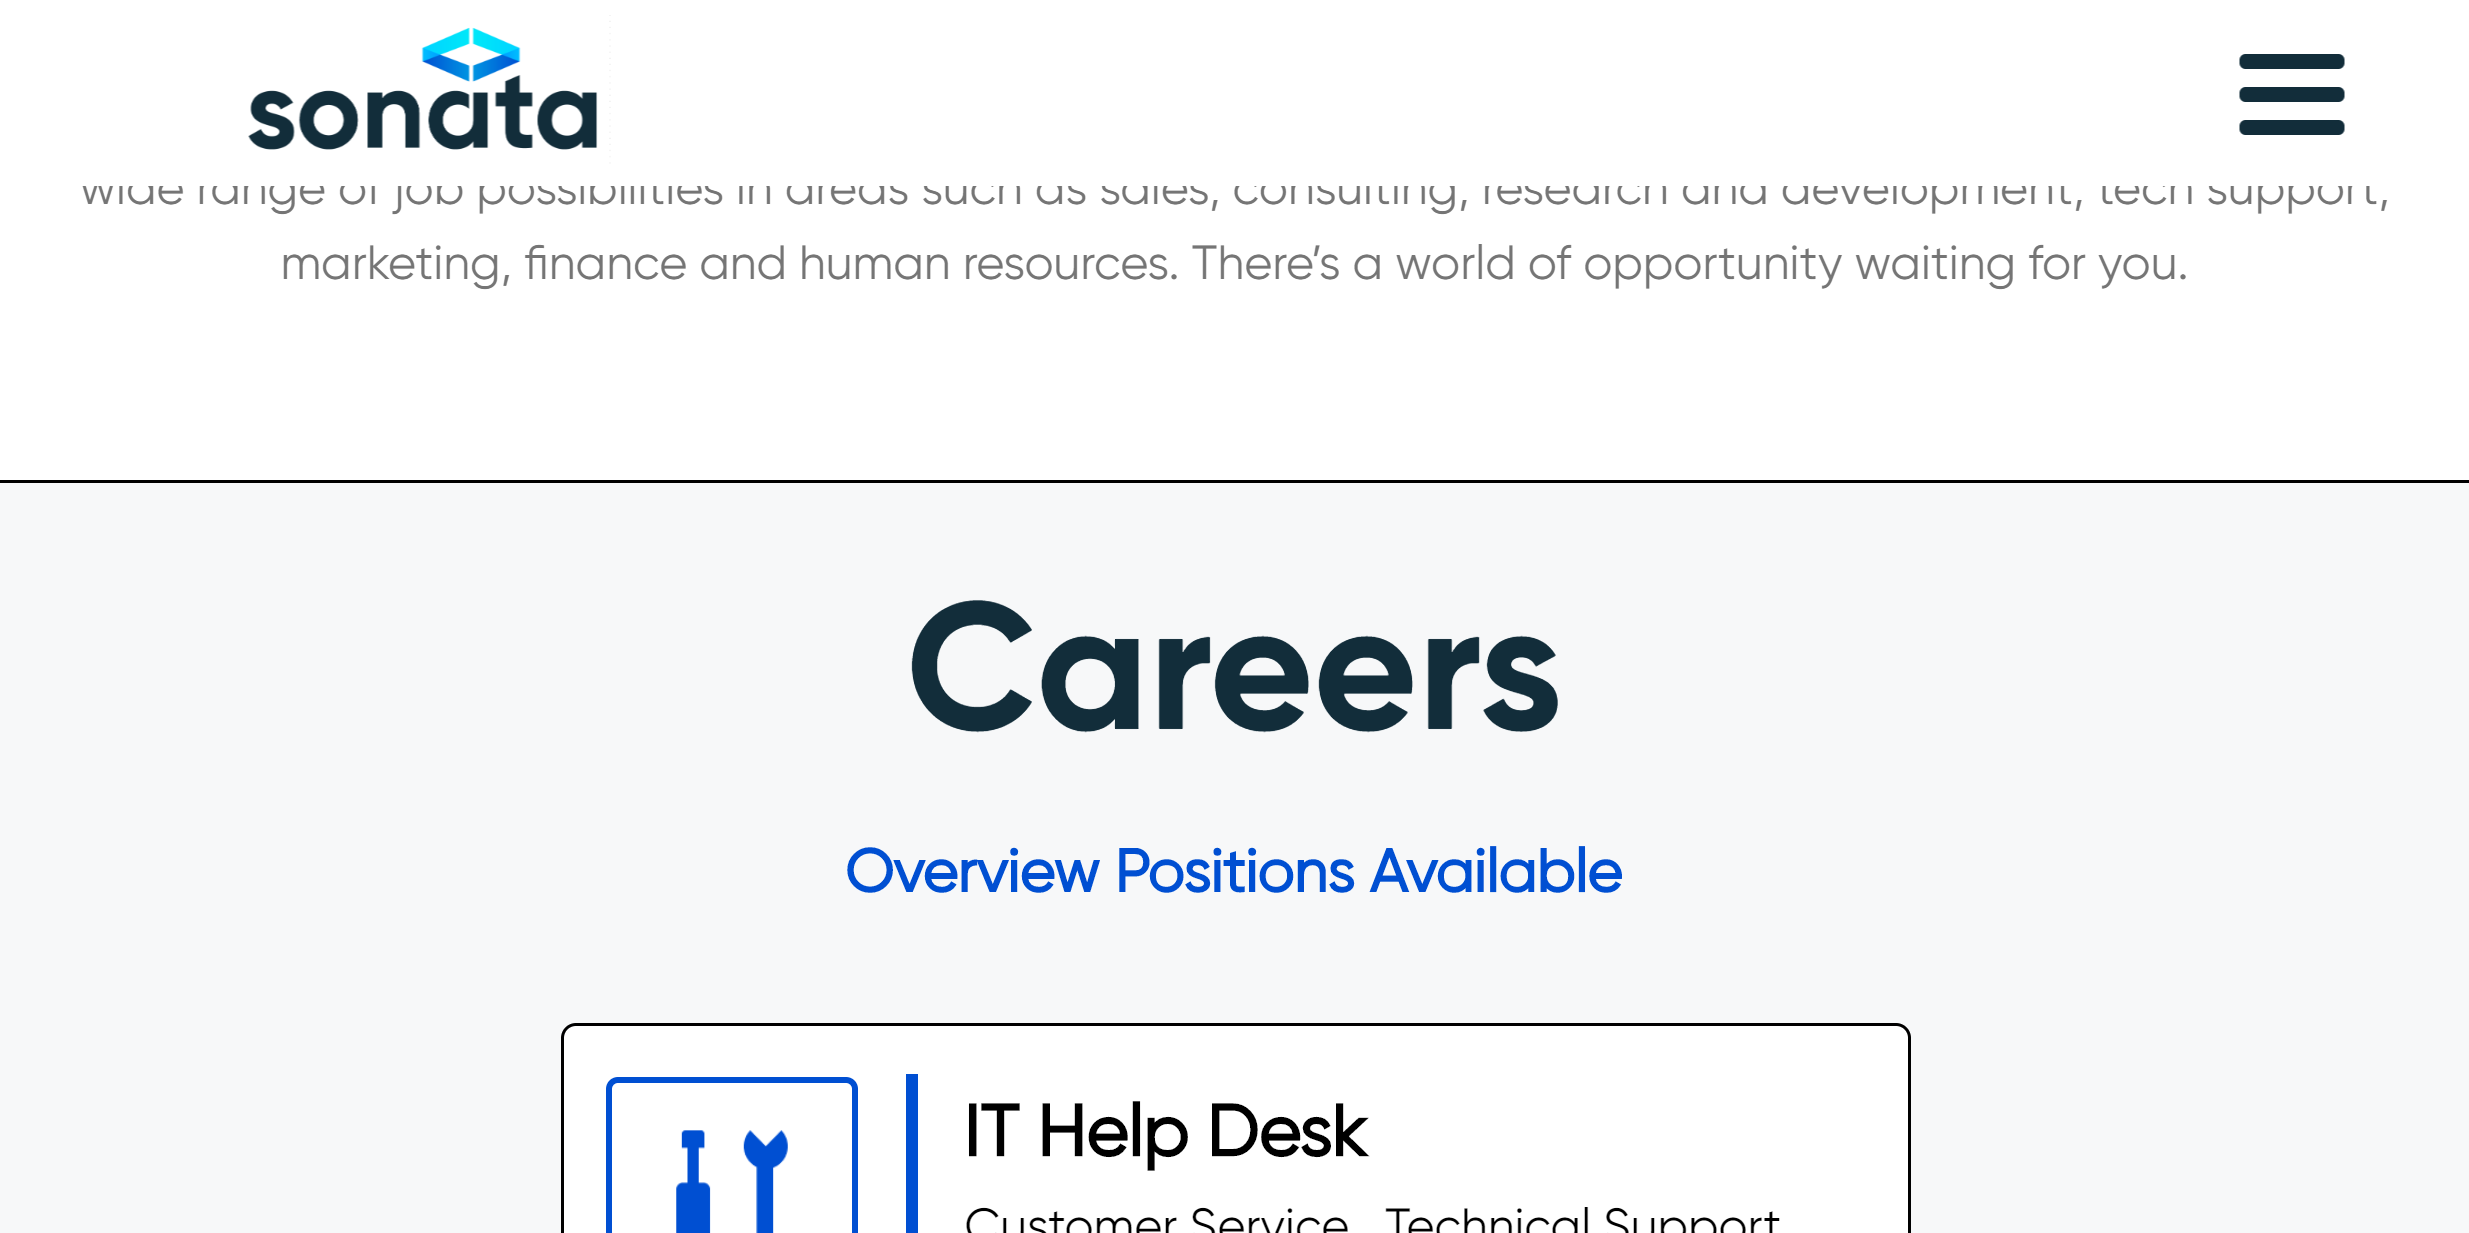 sonata
wide range of job possibilities in areas such as sales, consulting, research and development, tech support,
marketing, finance and human resources. There’s a world of opportunity waiting for you.
Careers
Overview Positions Available
IT Help Desk
Customer Service Technical Support